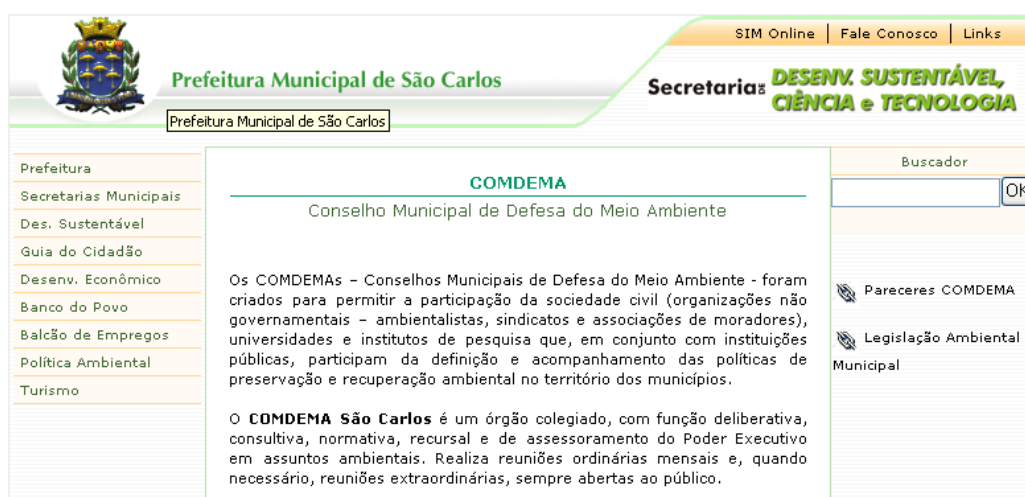 SIM Online | Fale Conosco | Links
Prefeitura Municipal de São Carlos
Secretaria DE DESENV. SUSTENTÁVEL,
CIÊNCIA e TECNOLOGIA
Prefeitura Municipal de São Carlos
Prefeitura
Secretarias Municipais
Des. Sustentável
Guia do Cidadão
Desenv. Econômico
Banco do Povo
Balcão de Empregos
Política Ambiental
Turismo
COMDEMA
Conselho Municipal de Defesa do Meio Ambiente
Os COMDEMAs – Conselhos Municipais de Defesa do Meio Ambiente - foram
criados para permitir a participação da sociedade civil (organizações não
governamentais – ambientalistas, sindicatos e associações de moradores),
universidades e institutos de pesquisa que, em conjunto com instituições
públicas, participam da definição e acompanhamento das políticas de
preservação e recuperação ambiental no território dos municípios.
O COMDEMA São Carlos é um órgão colegiado, com função deliberativa,
consultiva, normativa, recursal e de assessoramento do Poder Executivo
em assuntos ambientais. Realiza reuniões ordinárias mensais e, quando
necessário, reuniões extraordinárias, sempre abertas ao público.
Buscador
OK
Pareceres COMDEMA
Legislação Ambiental
Municipal